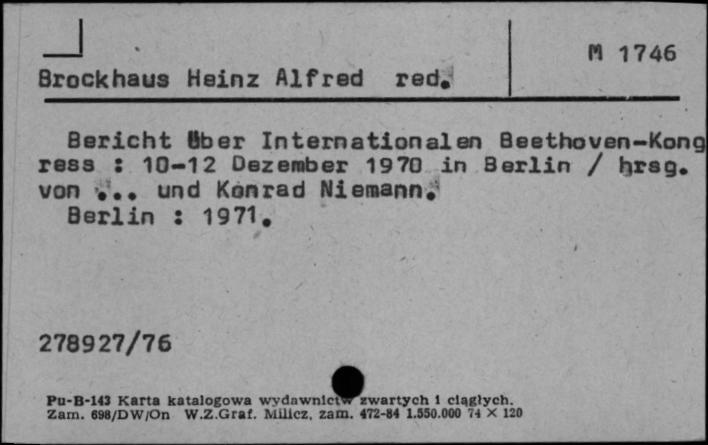 M 1746
Brockhaus Heinz Alfred red.
Bericht über Internationalen Beethoven-Kong
ress : 10-12 Dezember 1970 in Berlin / hrsg.
von ... und Konrad Niemann.
Berlin : 1971.
278927/76
Pu-B-143 Karta katalogowa wydawnictw zwartych i ciągłych.
Zam. 698/DW/On W.Z.Graf. Milicz, zam. 472-84 1.550.000 74 × 120